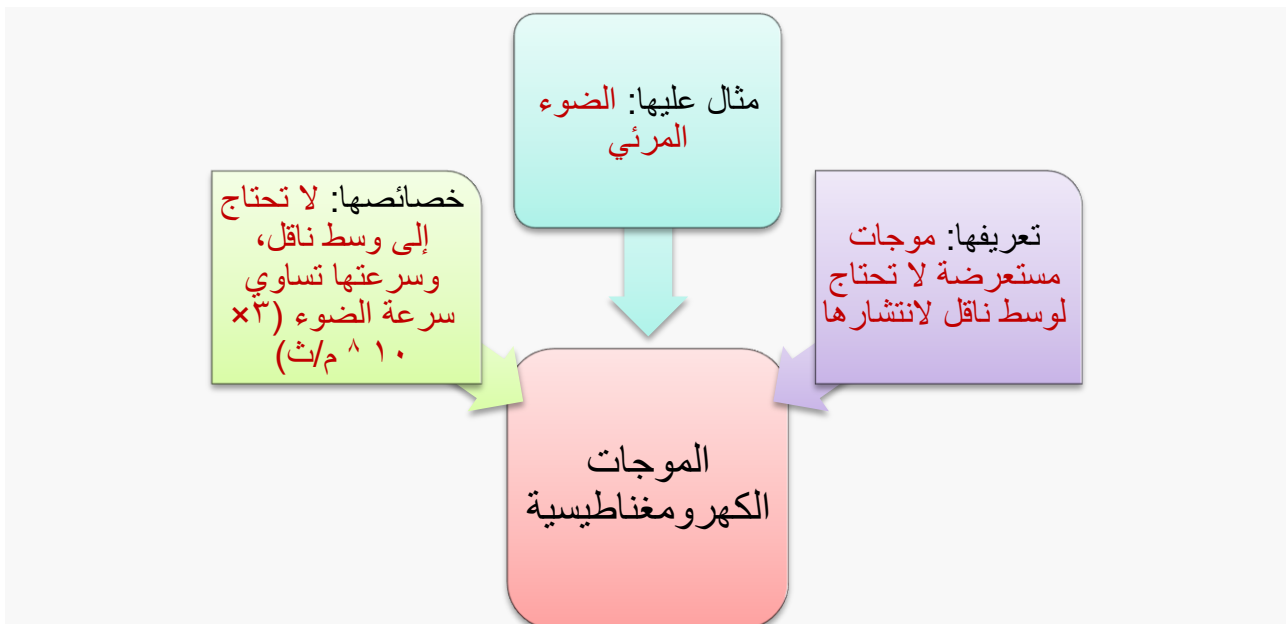 مثال عليها: الضوء
المرئي
تعريفها: موجات
مستعرضة لا تحتاج
لوسط ناقل لانتشارها
خصائصها: لا تحتاج
إلى وسط ناقل،
وسرعتها تساوي
سرعة الضوء (٣×
١٠ ^ م/ث)
الموجات
الكهرومغناطيسية